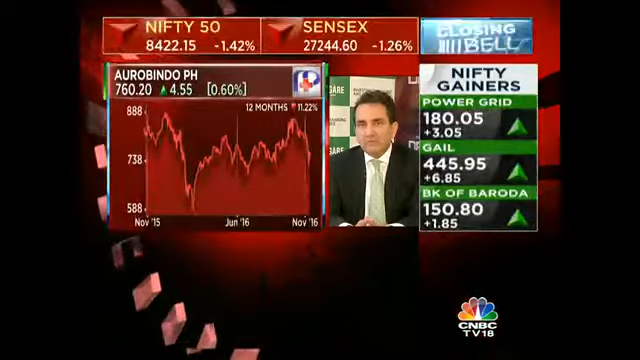 NIFTY 50
8422.15 -1.42%
SENSEX
27244.60 -1.26%
CLOSING
BELL
AUROBINDO PH
760.20 4.55 [0.60%]
12 MONTHS 11.22%
888
738
588
Nov '15 Jun '16 Nov '16
GARE
GARE
NIFTY
GAINERS
POWER GRID
180.05
+3.05
GAIL
445.95
+6.85
BK OF BARODA
150.80
+1.85
CNBC
TV18